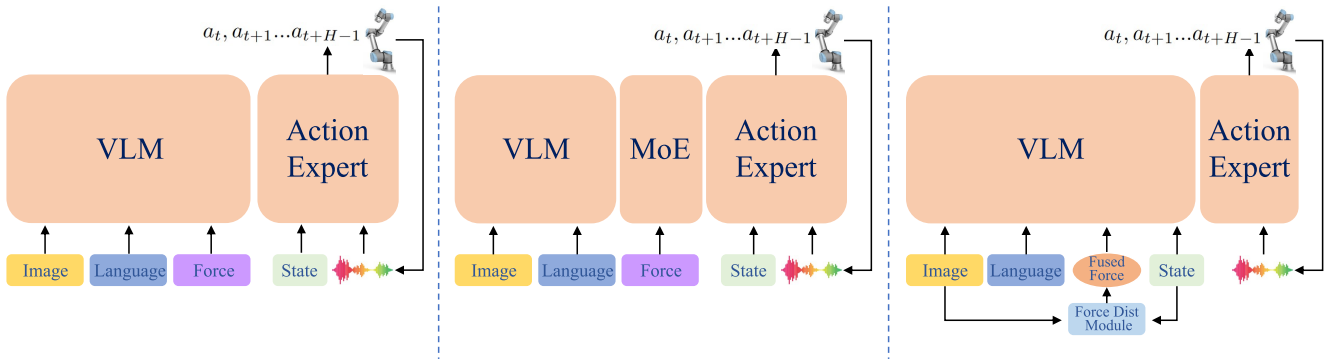 a_t, a_{t+1}...a_{t+H-1}
VLM
Action
Expert
Image
Language
Force
State
a_t, a_{t+1}...a_{t+H-1}
VLM
MoE
Action
Expert
Image
Language
Force
State
a_t, a_{t+1}...a_{t+H-1}
VLM
Action
Expert
Image
Language
Fused
Force
State
Force Dist
Module